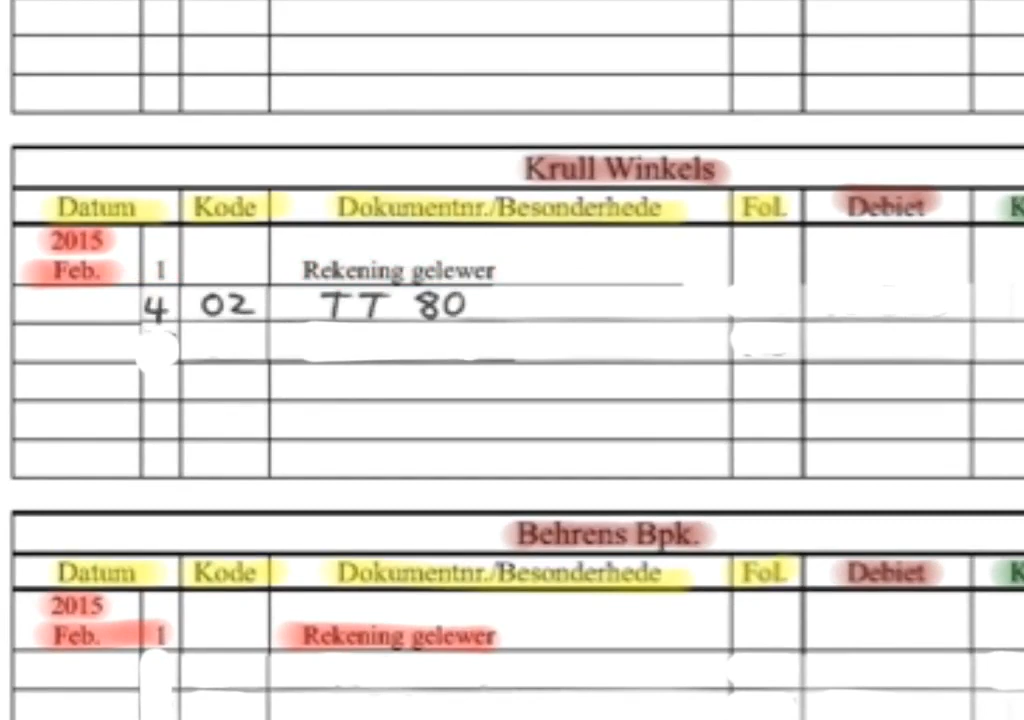 Krull Winkels
Datum Kode Dokumentnr./Besonderhede Fol. Debiet K
2015
Feb. 1 Rekening gelewer
4 02 TT 80
Behrens Bpk.
Datum Kode Dokumentnr./Besonderhede Fol. Debiet K
2015
Feb. 1 Rekening gelewer